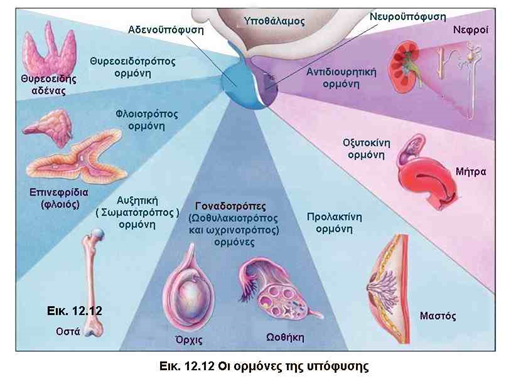 Υποθάλαμος
Αδενοϋπόφυση
Νευροϋπόφυση
Νεφροί
Θυρεοειδοτρόπος
ορμόνη
Θυρεοειδής
αδένας
Αντιδιουρητική
ορμόνη
Φλοιοτρόπος
ορμόνη
Επινεφρίδια
(φλοιός)
Οξυτοκίνη
ορμόνη
Μήτρα
Αυξητική
(Σωματοτρόπος)
ορμόνη
Γοναδοτρόπες
(Ωοθυλακιοτρόπος
και ωχρινοτρόπος)
ορμόνες
Προλακτίνη
ορμόνη
Εικ. 12.12
Οστά
Όρχις
Ωοθήκη
Μαστός
Εικ. 12.12 Οι ορμόνες της υπόφυσης